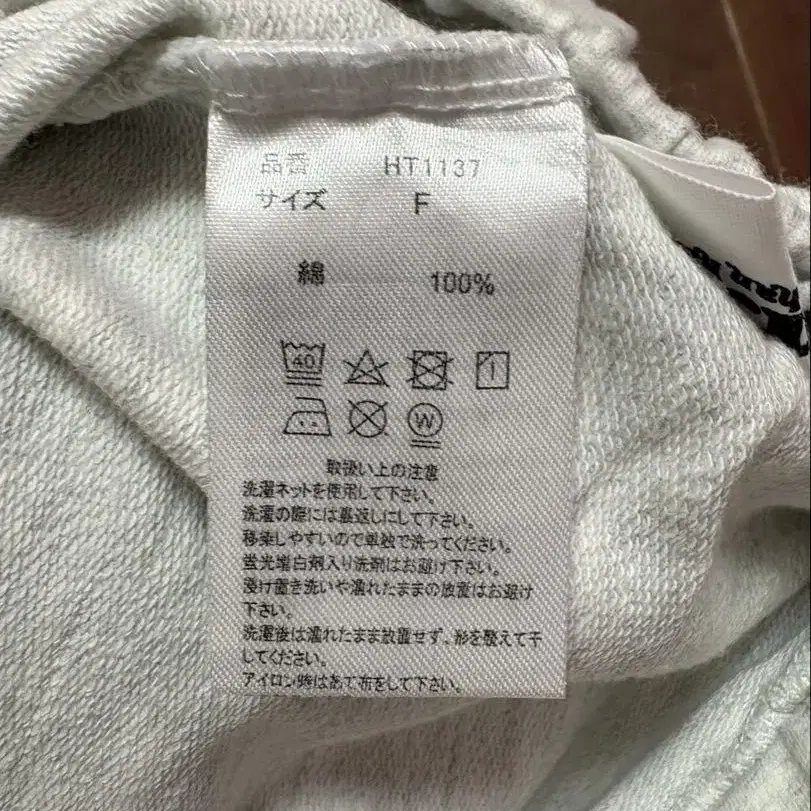 品番 HT1137
サイズ F
綿 100%
40
W
取扱い上の注意
洗濯ネットを使用して下さい。
洗濯の際には裏返しにして下さい。
移染しやすいので単独で洗ってください。
蛍光増白剤入り洗剤はお避け下さい。
浸け置き洗いや濡れたままの放置はお避け
下さい。
洗濯後は濡れたまま放置せず、形を整えて干
してください。
アイロン時はあて布をして下さい。